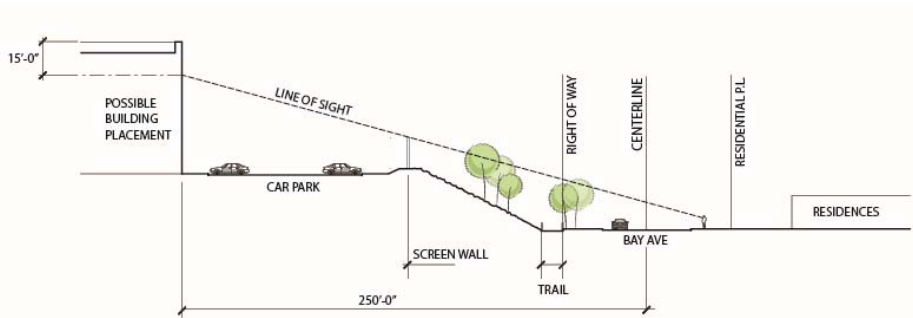 15'-0"
LINE OF SIGHT
POSSIBLE
BUILDING
PLACEMENT
RIGHT OF WAY
CENTERLINE
RESIDENTIAL P.L.
CAR PARK
RESIDENCES
BAY AVE
SCREEN WALL
TRAIL
250'-0"